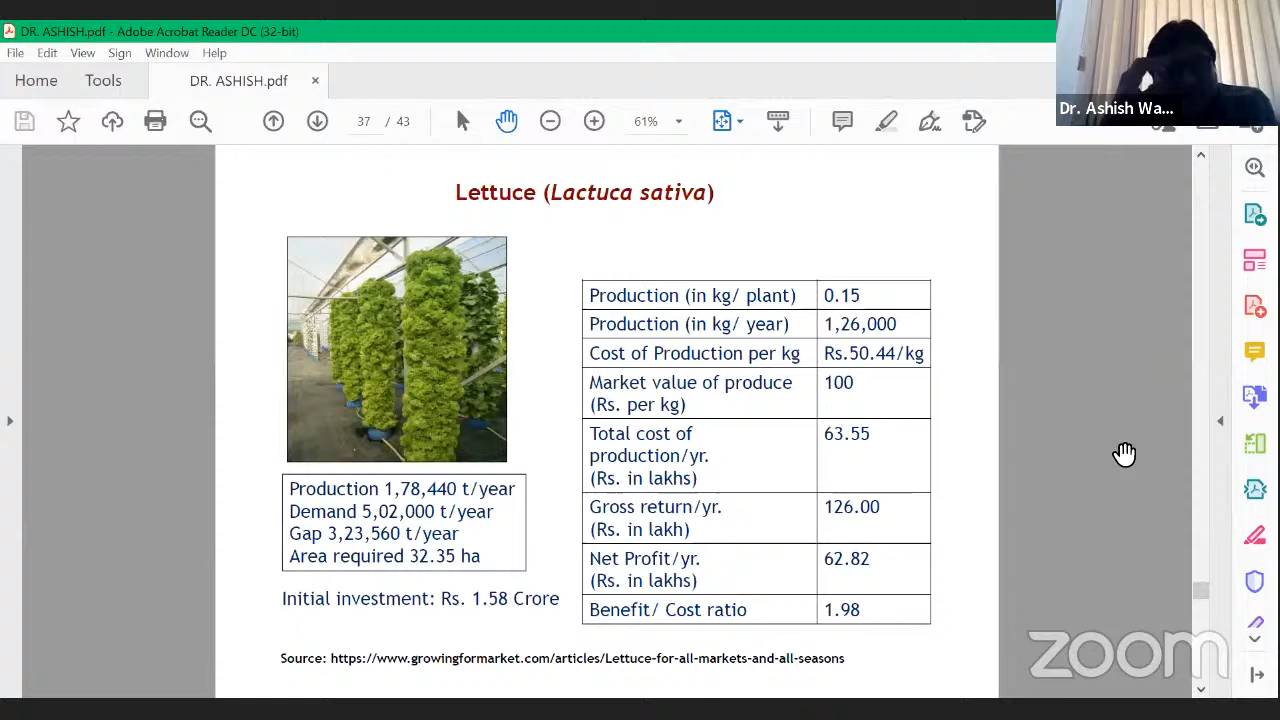 DR. ASHISH.pdf - Adobe Acrobat Reader DC (32-bit)
File Edit View Sign Window Help
Home Tools DR. ASHISH.pdf ×
Dr. Ashish Wa...
37 / 43 61%
Lettuce (Lactuca sativa)
Production (in kg/ plant) 0.15
Production (in kg/ year) 1,26,000
Cost of Production per kg Rs.50.44/kg
Market value of produce 100
(Rs. per kg)
Total cost of 63.55
production/yr.
(Rs. in lakhs)
Gross return/yr. 126.00
(Rs. in lakh)
Net Profit/yr. 62.82
(Rs. in lakhs)
Benefit/ Cost ratio 1.98
Production 1,78,440 t/year
Demand 5,02,000 t/year
Gap 3,23,560 t/year
Area required 32.35 ha
Initial investment: Rs. 1.58 Crore
Source: https://www.growingformarket.com/articles/Lettuce-for-all-markets-and-all-seasons
zoom